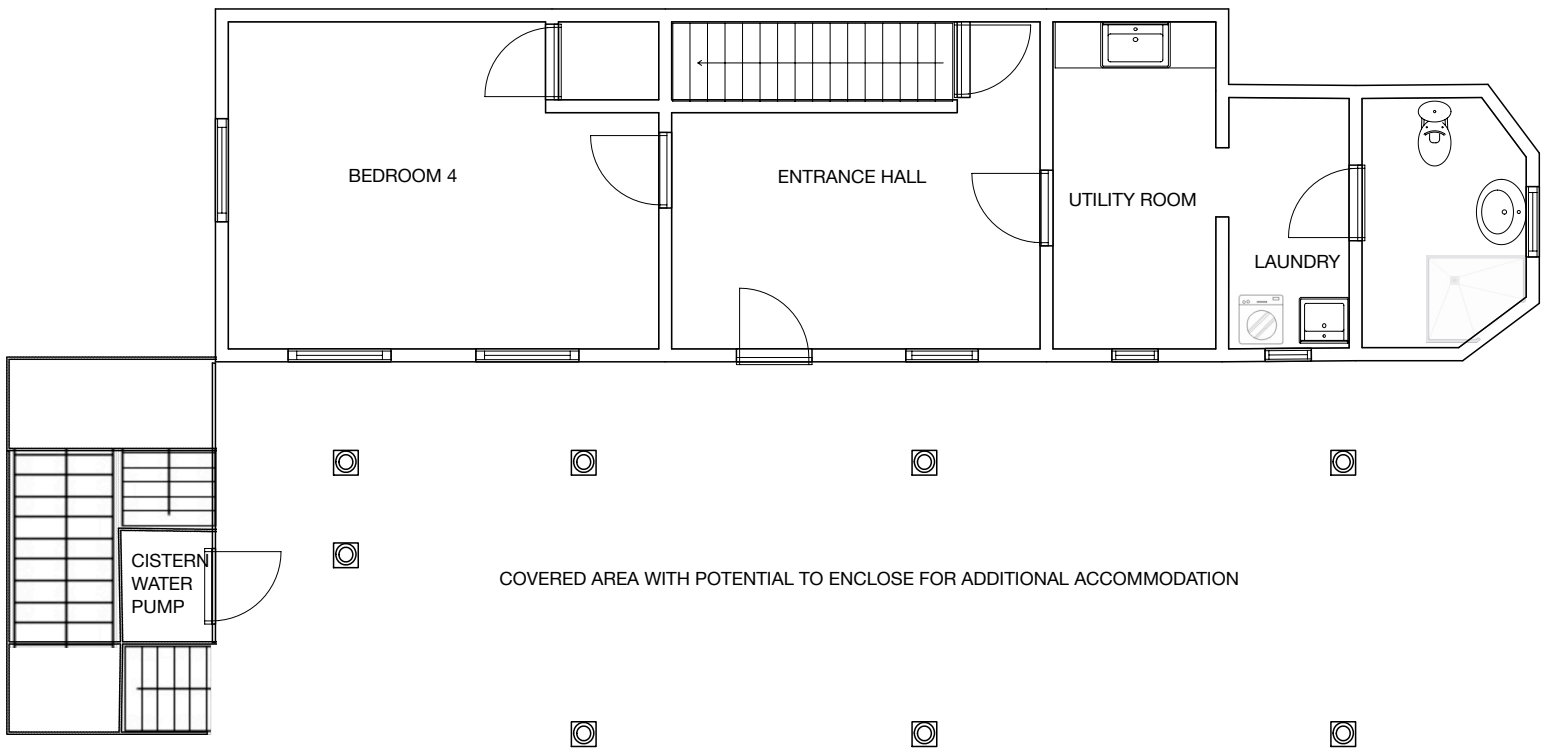 BEDROOM 4
ENTRANCE HALL
UTILITY ROOM
LAUNDRY
CISTERN
WATER
PUMP
COVERED AREA WITH POTENTIAL TO ENCLOSE FOR ADDITIONAL ACCOMMODATION